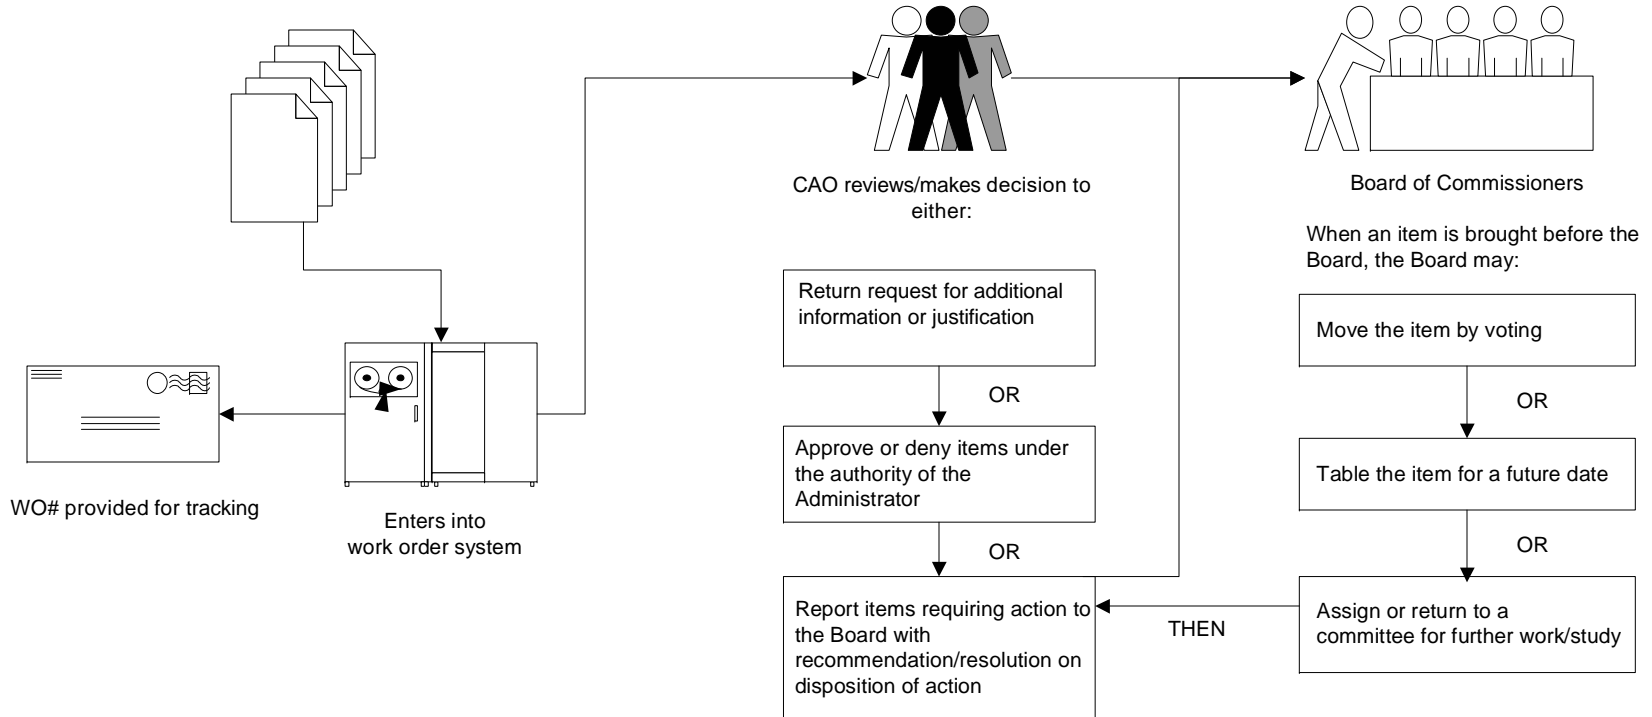 WO# provided for tracking
Enters into
work order system
CAO reviews/makes decision to
either:
Return request for additional
information or justification
OR
Approve or deny items under
the authority of the
Administrator
OR
Report items requiring action to
the Board with
recommendation/resolution on
disposition of action
THEN
Board of Commissioners
When an item is brought before the
Board, the Board may:
Move the item by voting
OR
Table the item for a future date
OR
Assign or return to a
committee for further work/study